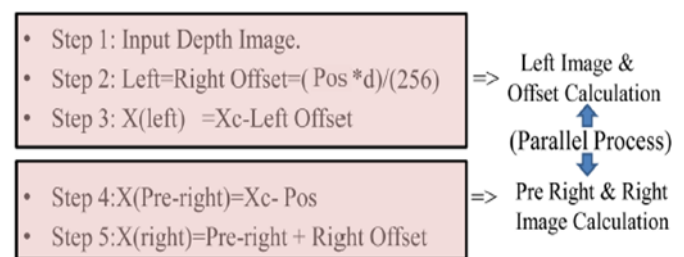 • Step 1: Input Depth Image.
• Step 2: Left=Right Offset=( Pos *d)/(256)
• Step 3: X(left) =Xc-Left Offset
=> Left Image &
Offset Calculation
(Parallel Process)
• Step 4:X(Pre-right)=Xc- Pos
• Step 5:X(right)=Pre-right + Right Offset
=> Pre Right & Right
Image Calculation